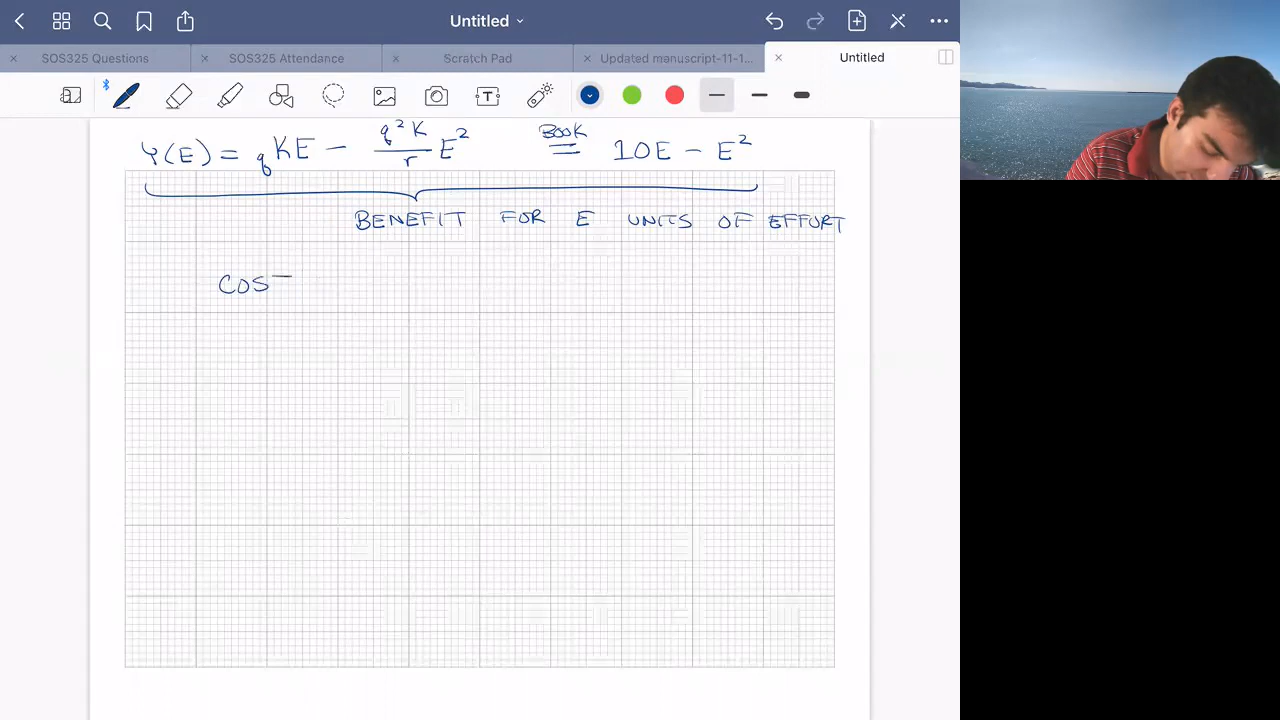 Untitled
SOS325 Questions SOS325 Attendance Scratch Pad Updated manuscript-11-1... Untitled
Y(E) = qKE − q²K/r E² BOOK = 10E − E²
BENEFIT FOR E UNITS OF EFFORT
COST